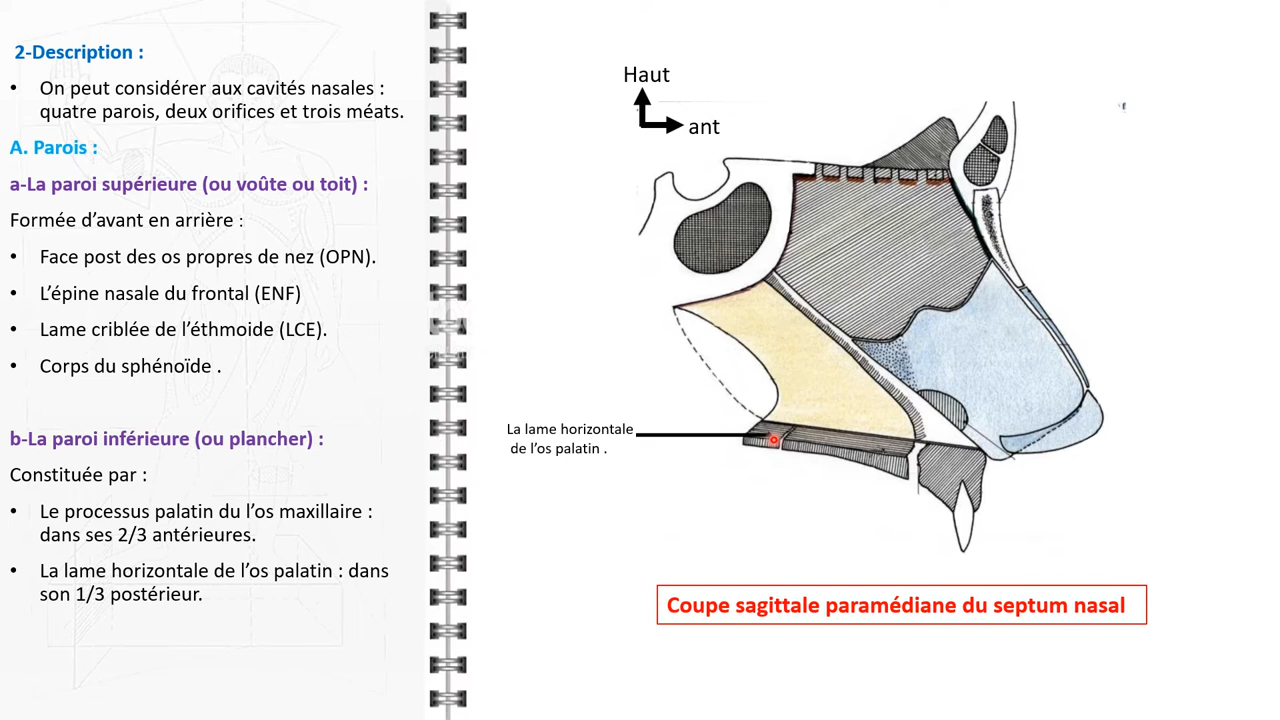 2-Description :
• On peut considérer aux cavités nasales :
quatre parois, deux orifices et trois méats.
A. Parois :
a-La paroi supérieure (ou voûte ou toit) :
Formée d’avant en arrière :
• Face post des os propres de nez (OPN).
• L’épine nasale du frontal (ENF)
• Lame criblée de l’éthmoide (LCE).
• Corps du sphénoïde .
b-La paroi inférieure (ou plancher) :
Constituée par :
• Le processus palatin du l’os maxillaire :
dans ses 2/3 antérieures.
• La lame horizontale de l’os palatin : dans
son 1/3 postérieur.
Haut
ant
La lame horizontale
de l’os palatin .
Coupe sagittale paramédiane du septum nasal